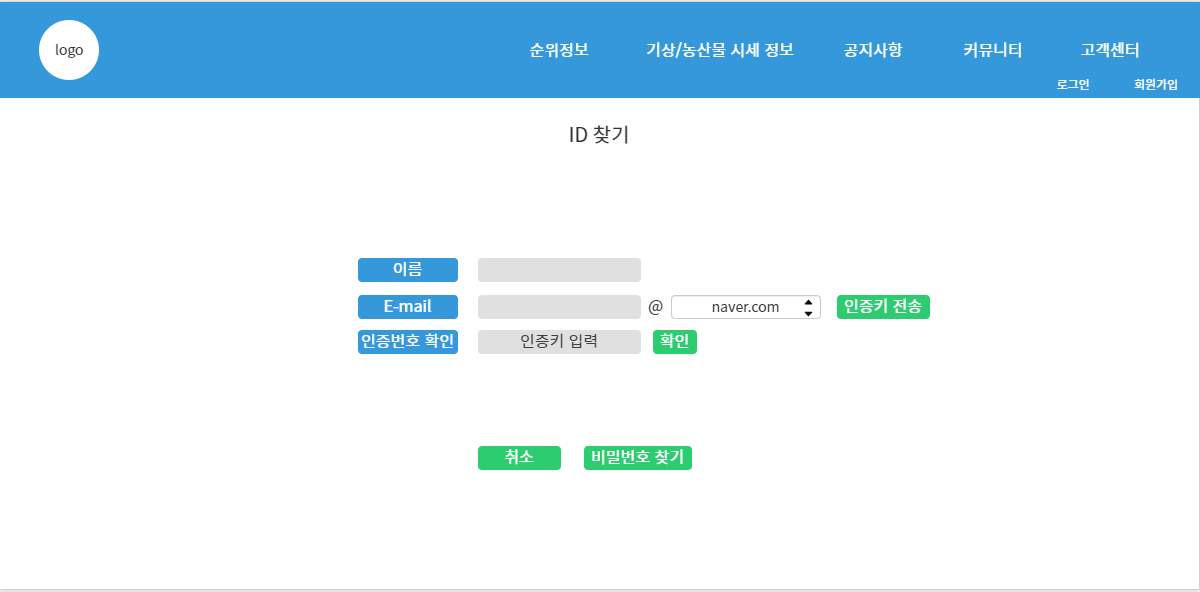 logo 순위정보 기상/농산물 시세 정보 공지사항 커뮤니티 고객센터
로그인 회원가입
ID 찾기
이름
E-mail @ naver.com 인증키 전송
인증번호 확인 인증키 입력 확인
취소 비밀번호 찾기